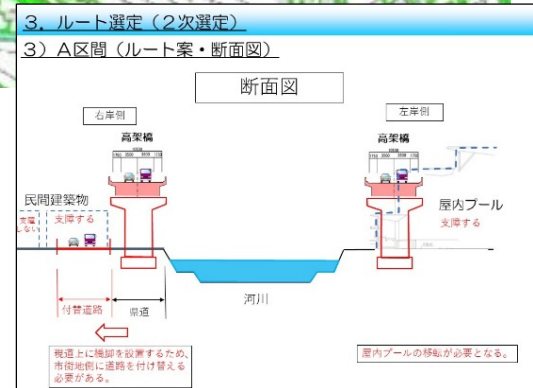 3．ルート選定（２次選定）
３）Ａ区間（ルート案・断面図）
断面図
右岸側
左岸側
高架橋
高架橋
民間建築物
支障しない
支障する
屋内プール
支障する
河川
付替道路
県道
現道上に橋脚を設置するため、
市街地側に道路を付け替える
必要がある。
屋内プールの移転が必要となる。